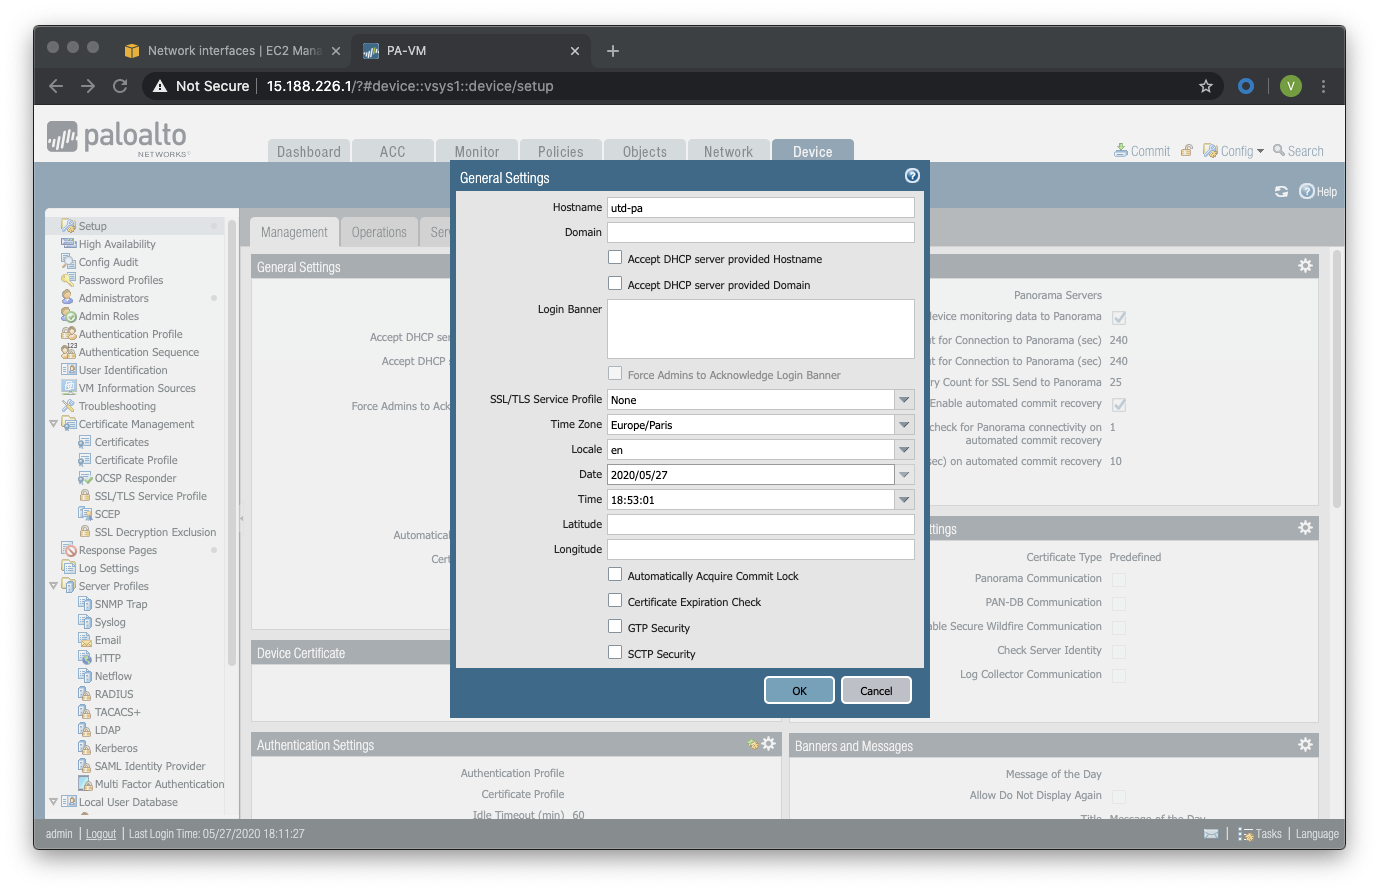 Network interfaces | EC2 Mana
PA-VM
Not Secure
15.188.226.1/?#device::vsys1::device/setup
V
paloalto
NETWORKS®
Dashboard
ACC
Monitor
Policies
Objects
Network
Device
Commit
Config
Search
Help
Setup
High Availability
Config Audit
Password Profiles
Administrators
Admin Roles
Authentication Profile
Authentication Sequence
User Identification
VM Information Sources
Troubleshooting
Certificate Management
Certificates
Certificate Profile
OCSP Responder
SSL/TLS Service Profile
SCEP
SSL Decryption Exclusion
Response Pages
Log Settings
Server Profiles
SNMP Trap
Syslog
Email
HTTP
Netflow
RADIUS
TACACS+
LDAP
Kerberos
SAML Identity Provider
Multi Factor Authentication
Local User Database
Management
Operations
Ser
General Settings
Accept DHCP ser
Accept DHCP s
Force Admins to Ack
Automatical
Cert
Device Certificate
Authentication Settings
Authentication Profile
Certificate Profile
Idle Timeout (min) 60
General Settings
Hostname utd-pa
Domain
Accept DHCP server provided Hostname
Accept DHCP server provided Domain
Login Banner
Force Admins to Acknowledge Login Banner
SSL/TLS Service Profile None
Time Zone Europe/Paris
Locale en
Date 2020/05/27
Time 18:53:01
Latitude
Longitude
Automatically Acquire Commit Lock
Certificate Expiration Check
GTP Security
SCTP Security
OK
Cancel
Panorama Servers
device monitoring data to Panorama
ut for Connection to Panorama (sec) 240
ut for Connection to Panorama (sec) 240
ry Count for SSL Send to Panorama 25
Enable automated commit recovery
check for Panorama connectivity on 1
automated commit recovery
sec) on automated commit recovery 10
ttings
Certificate Type Predefined
Panorama Communication
PAN-DB Communication
able Secure Wildfire Communication
Check Server Identity
Log Collector Communication
Banners and Messages
Message of the Day
Allow Do Not Display Again
Title Message of the Day
admin | Logout | Last Login Time: 05/27/2020 18:11:27
Tasks | Language